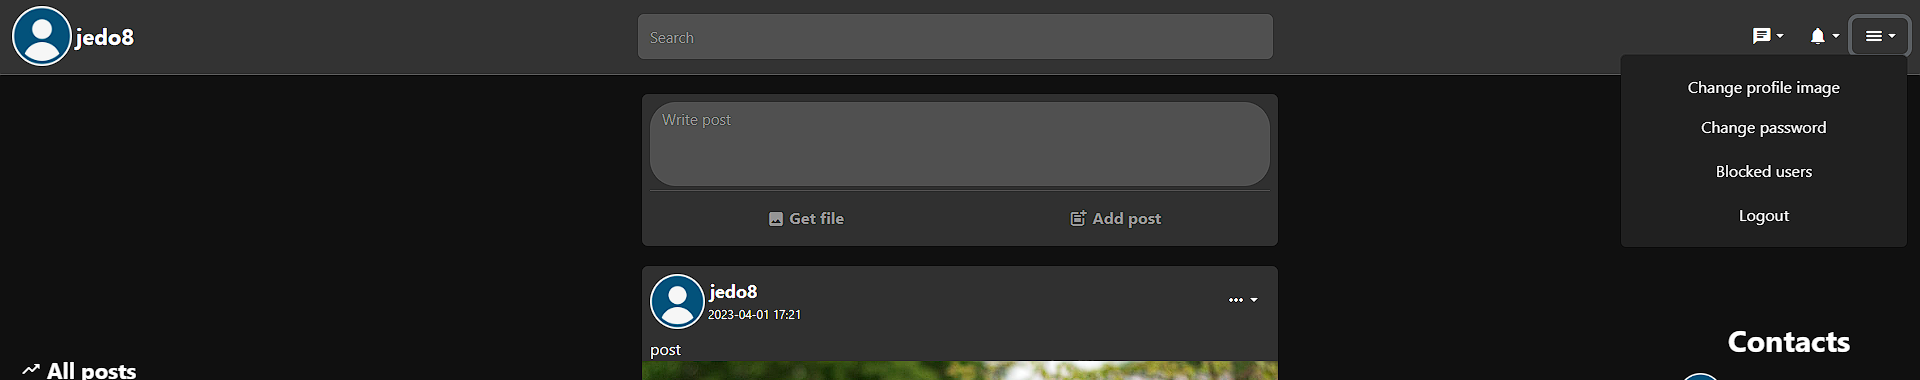 jedo8
Search
Change profile image
Change password
Blocked users
Logout
Write post
Get file
Add post
jedo8
2023-04-01 17:21
post
Contacts
All posts